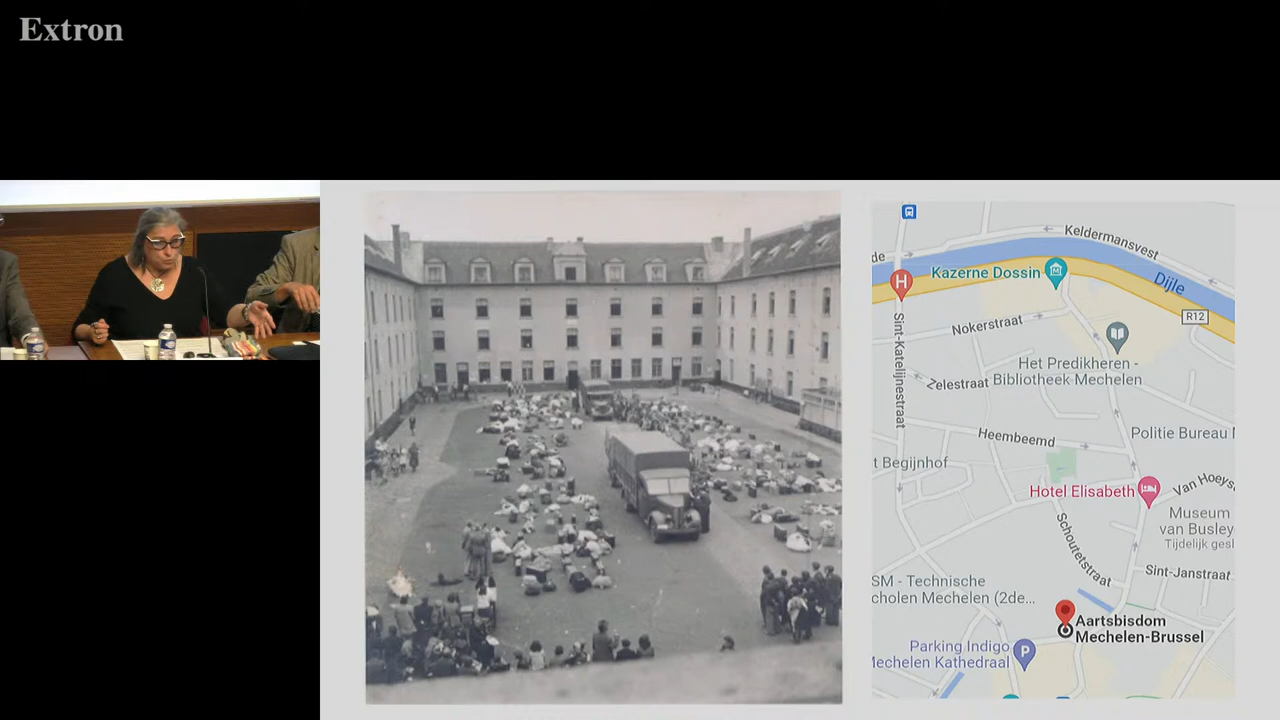 Extron
Keldermansvest
de
Kazerne Dossin
Dijle
R12
H
Nokerstraat
Sint-Katelijnestraat
Het Predikheren -
Bibliotheek Mechelen
Zelestraat
Heembeemd
Politie Bureau
t Begijnhof
Hotel Elisabeth
Van Hoeys
Museum
van Busley
Tijdelijk gesl
Schoutetstraat
Sint-Janstraat
SM - Technische
cholen Mechelen (2de...
Aartsbisdom
Mechelen-Brussel
Parking Indigo
P
Mechelen Kathedraal